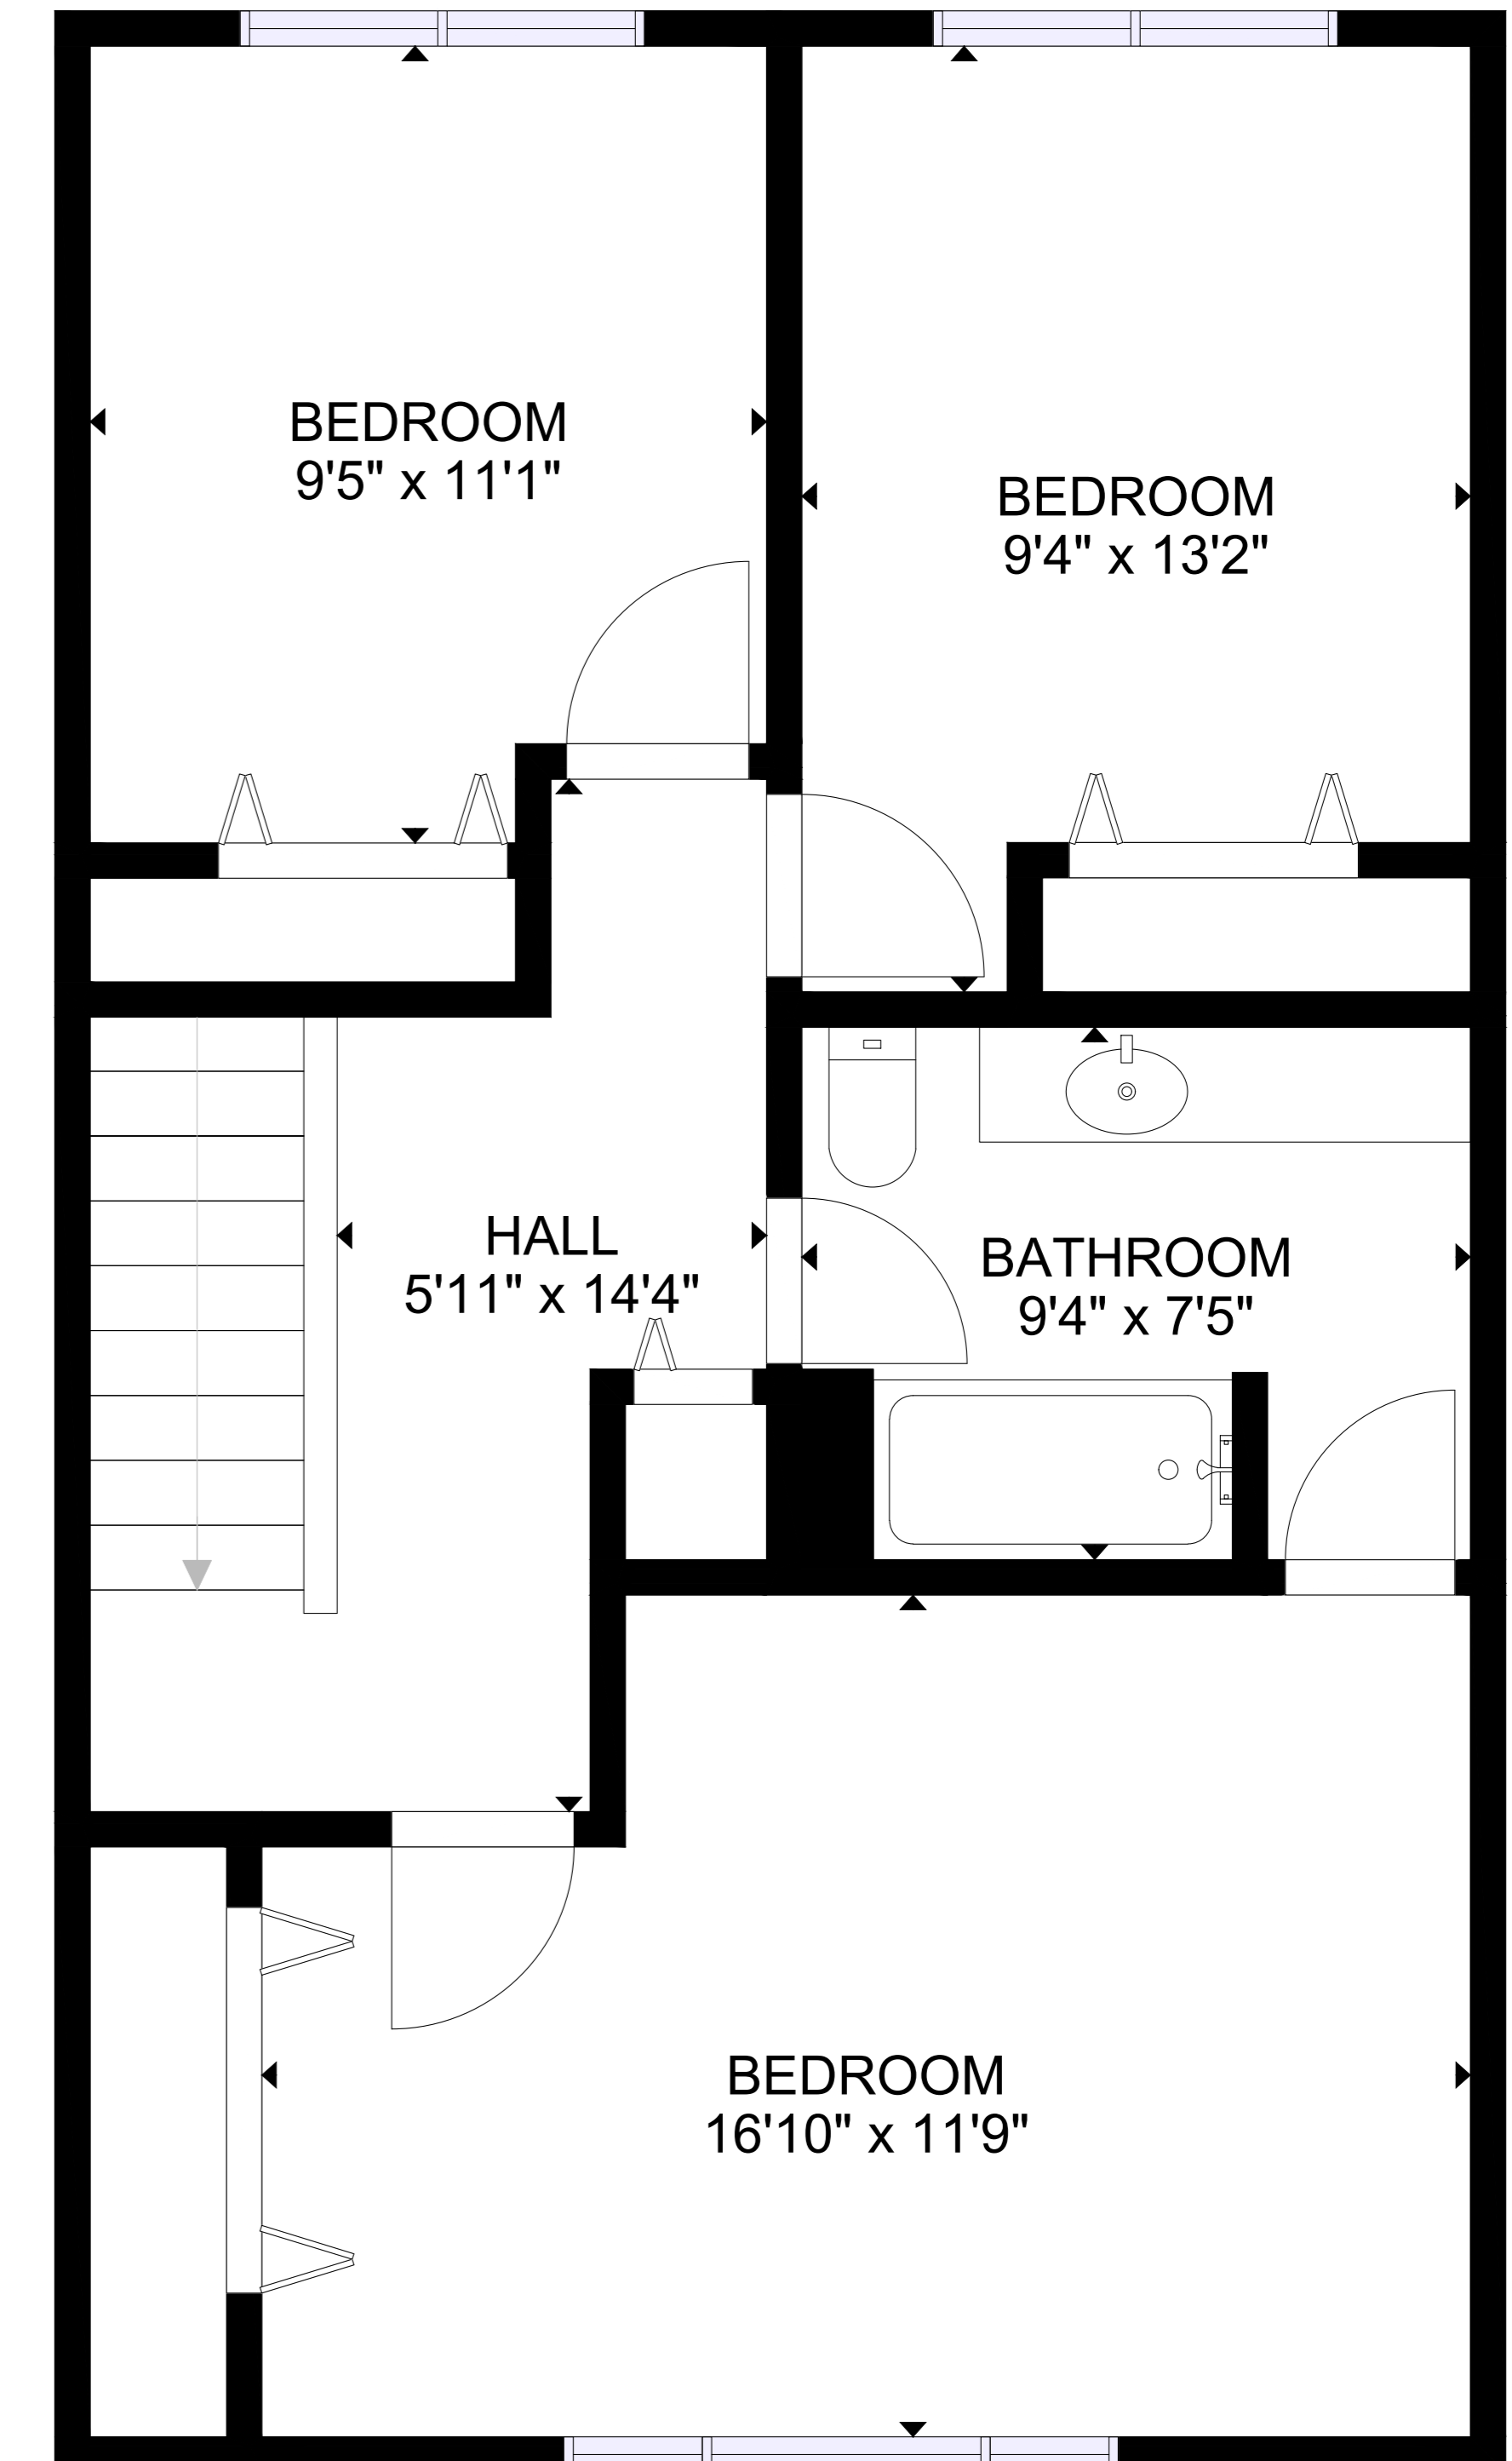 BEDROOM
9'5" x 11'1"
BEDROOM
9'4" x 13'2"
HALL
5'11" x 14'4"
BATHROOM
9'4" x 7'5"
BEDROOM
16'10" x 11'9"